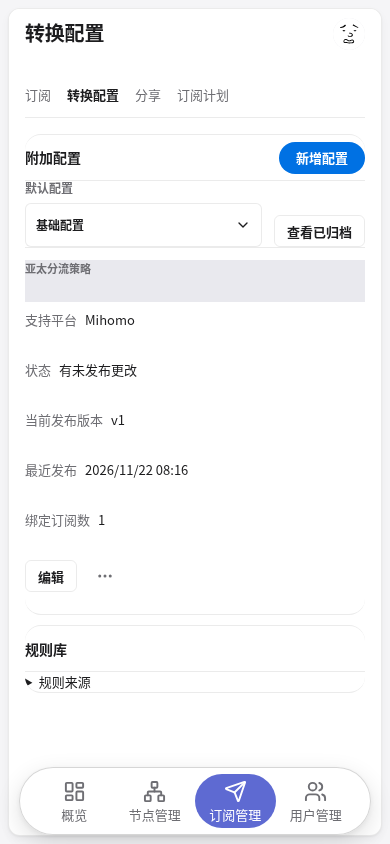 转换配置
订阅 转换配置 分享 订阅计划
附加配置 新增配置
默认配置
基础配置 查看已归档
亚太分流策略
支持平台 Mihomo
状态 有未发布更改
当前发布版本 v1
最近发布 2026/11/22 08:16
绑定订阅数 1
编辑 ···
规则库
规则来源
概览 节点管理 订阅管理 用户管理